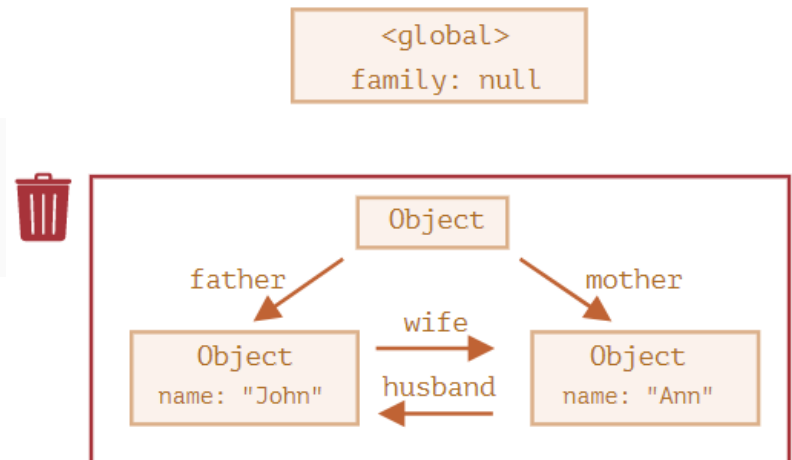 <global>
family: null
Object
father
mother
wife
Object
name: "John"
husband
Object
name: "Ann"